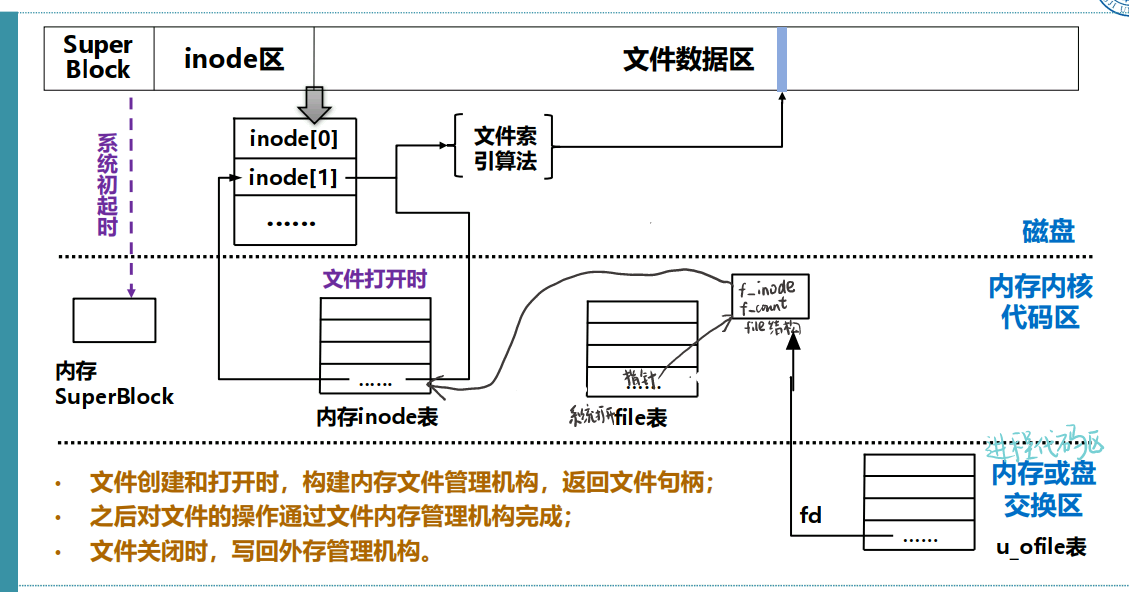 Super
Block
inode区
文件数据区
系统初起时
inode[0]
inode[1]
......
文件索
引算法
磁盘
文件打开时
内存
SuperBlock
......
内存inode表
f_inode
f_count
file结构
指针
......
系统打开file表
内存内核
代码区
进程代码区
内存或盘
交换区
fd
......
u_ofile表
• 文件创建和打开时，构建内存文件管理机构，返回文件句柄；
• 之后对文件的操作通过文件内存管理机构完成；
• 文件关闭时，写回外存管理机构。